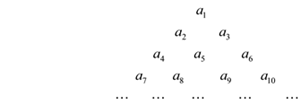 a₁
a₂ a₃
a₄ a₅ a₆
a₇ a₈ a₉ a₁₀
… … … … …